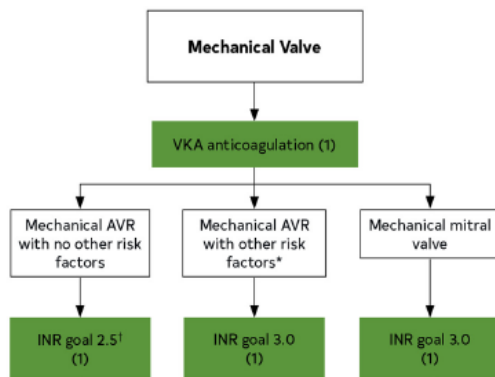 Mechanical Valve
VKA anticoagulation (1)
Mechanical AVR
with no other risk
factors
Mechanical AVR
with other risk
factors*
Mechanical mitral
valve
INR goal 2.5†
(1)
INR goal 3.0
(1)
INR goal 3.0
(1)